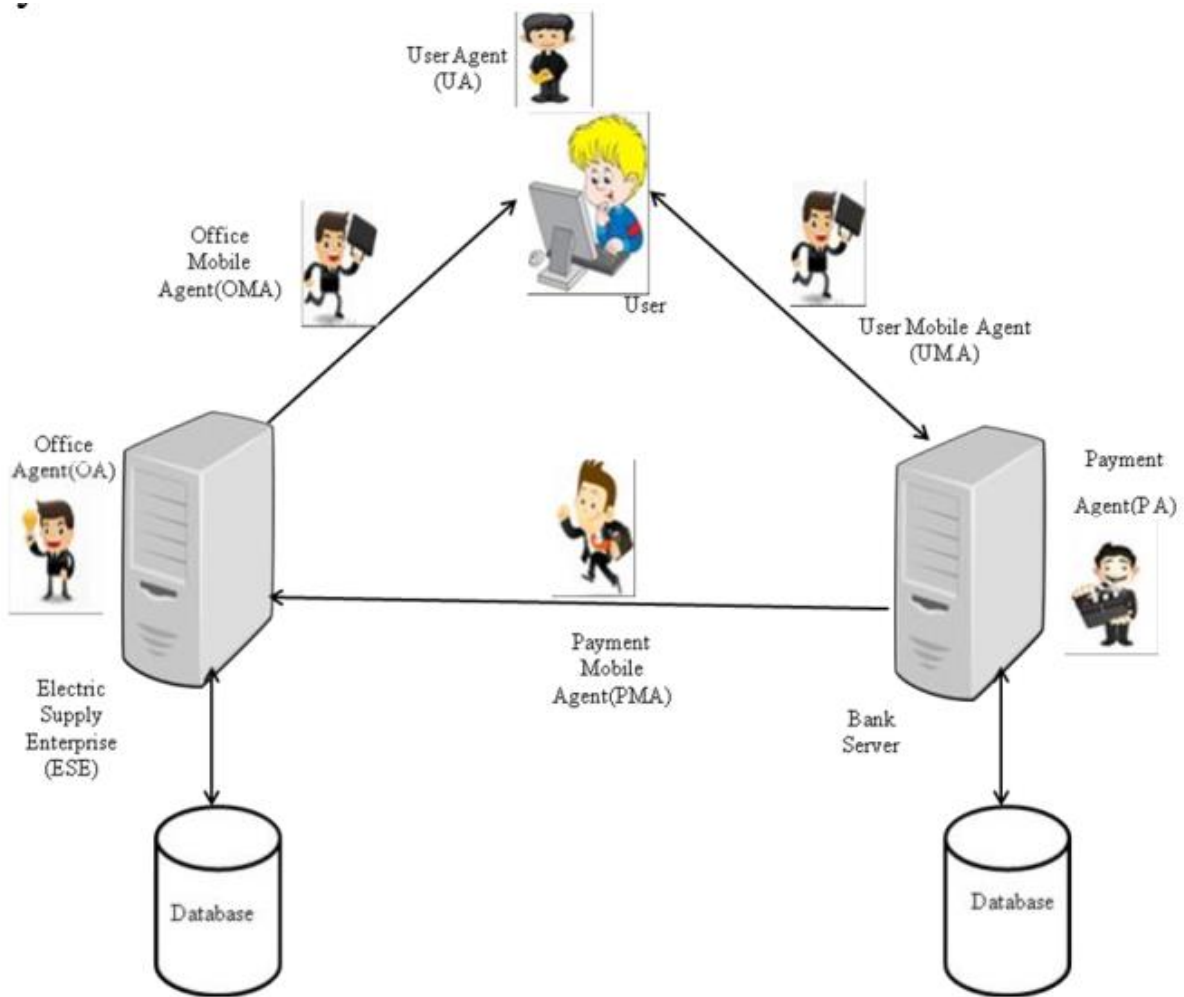 User Agent
(UA)
Office
Mobile
Agent(OMA)
User
User Mobile Agent
(UMA)
Office
Agent(OA)
Payment
Agent(PA)
Payment
Mobile
Agent(PMA)
Electric
Supply
Enterprise
(ESE)
Bank
Server
Database
Database